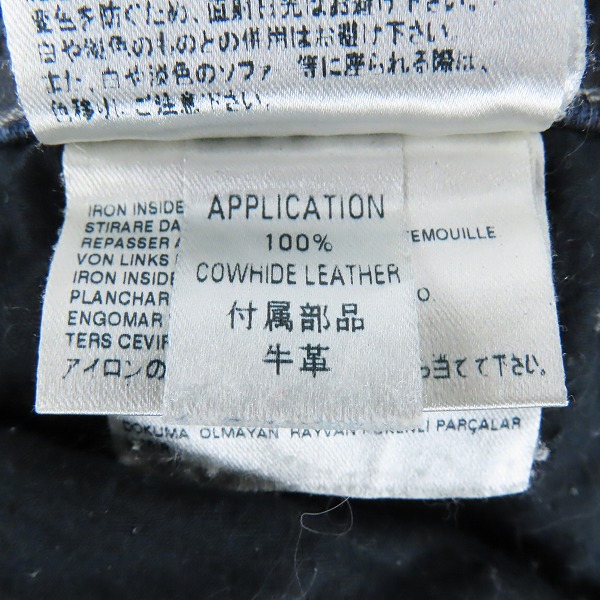 変色を防ぐため、直射日光はお避け下さい。
白や淡色のものとの併用はお避け下さい。
また、白や淡色のソファ 等に座られる際は、
色移りにご注意下さい。
APPLICATION
100%
COWHIDE LEATHER
付属部品
牛革
IRON INSIDE
STIRARE DA
REPASSER A TEMOUILLE
VON LINKS
IRON INSIDE
PLANCHAR O.
ENGOMAR
TERS CEVIR
アイロンの っ当てて下さい。
DOKUMA OLMAYAN HAYVAN KÖKENLİ PARÇALAR